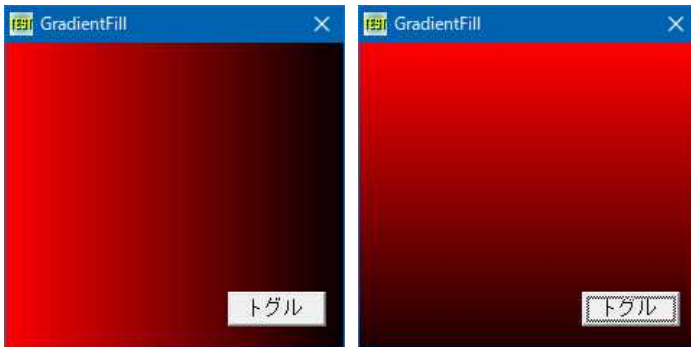 TEST GradientFill
TEST GradientFill
トグル
トグル